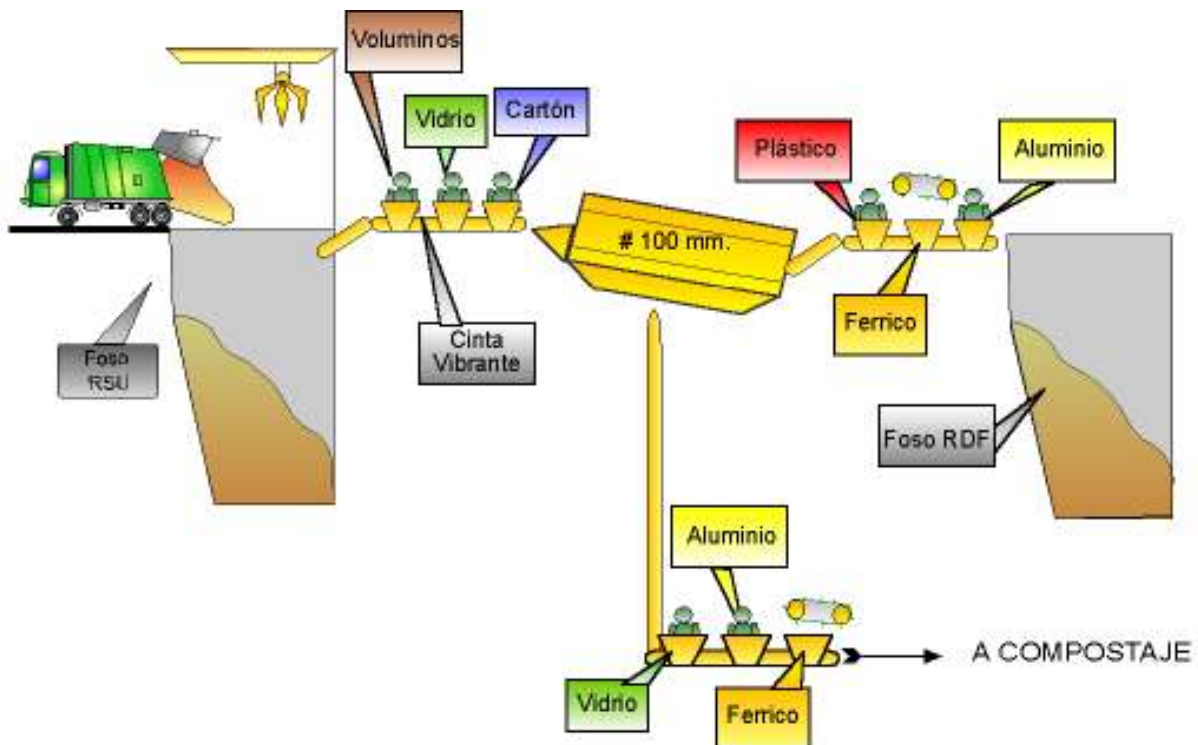 Voluminos
Vidrio
Cartón
Plástico
Aluminio
# 100 mm.
Ferrico
Cinta
Vibrante
Foso
RSU
Foso RDF
Aluminio
A COMPOSTAJE
Vidrio
Ferrico